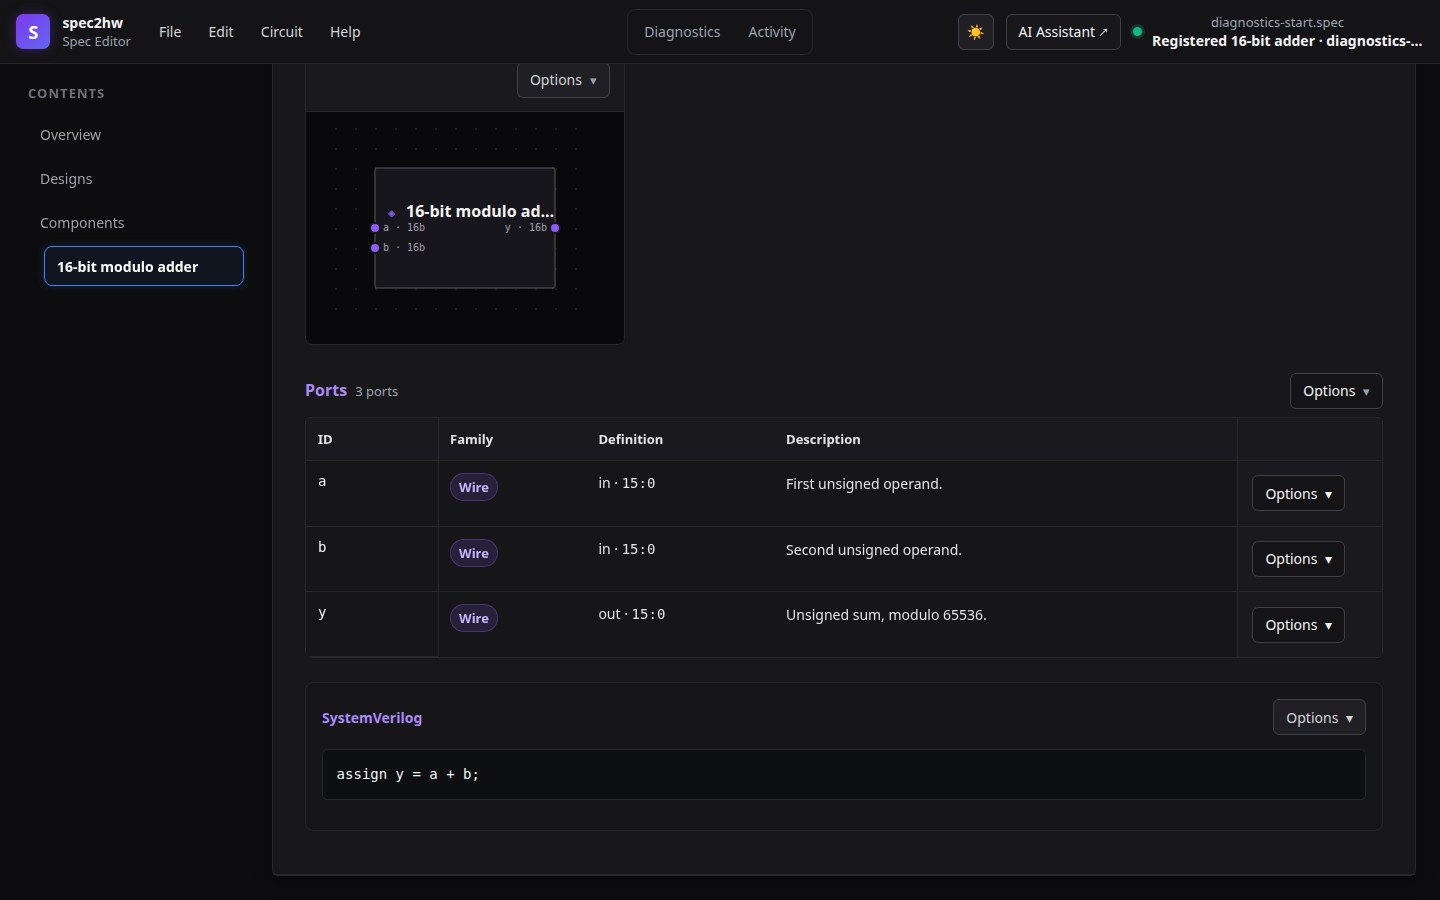 S
spec2hw
Spec Editor
File
Edit
Circuit
Help
Diagnostics
Activity
AI Assistant ↗
diagnostics-start.spec
Registered 16-bit adder · diagnostics-...
CONTENTS
Overview
Designs
Components
16-bit modulo adder
Options ▾
16-bit modulo ad...
a · 16b
y · 16b
b · 16b
Ports 3 ports
Options ▾
ID Family Definition Description
a Wire in · 15:0 First unsigned operand. Options ▾
b Wire in · 15:0 Second unsigned operand. Options ▾
y Wire out · 15:0 Unsigned sum, modulo 65536. Options ▾
SystemVerilog
Options ▾
assign y = a + b;